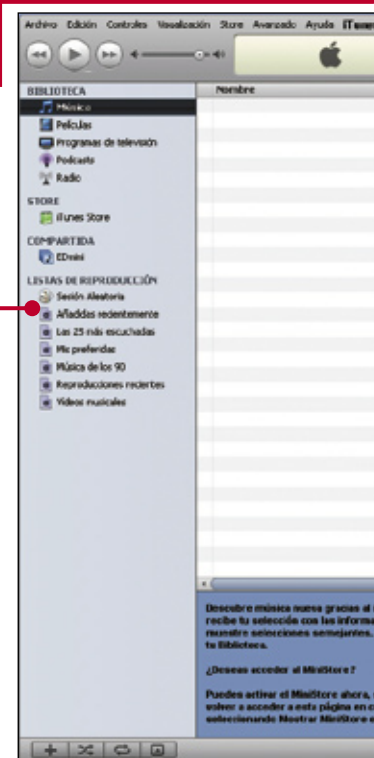 Archivo Edición Controles Visualización Store Avanzado Ayuda
BIBLIOTECA
Nombre
Música
Películas
Programas de televisión
Podcasts
Radio
STORE
iTunes Store
COMPARTIDA
EDmini
LISTAS DE REPRODUCCIÓN
Sesión Aleatoria
Añadidas recientemente
Las 25 más escuchadas
Mis preferidas
Música de los 90
Reproducciones recientes
Vídeos musicales
Descubre música nueva gracias al
recibe tu selección con las informa
muestre selecciones semejantes.
tu Biblioteca.
¿Deseas acceder al MiniStore?
Puedes activar el MiniStore ahora,
volver a acceder a esta página en c
seleccionando Mostrar MiniStore e